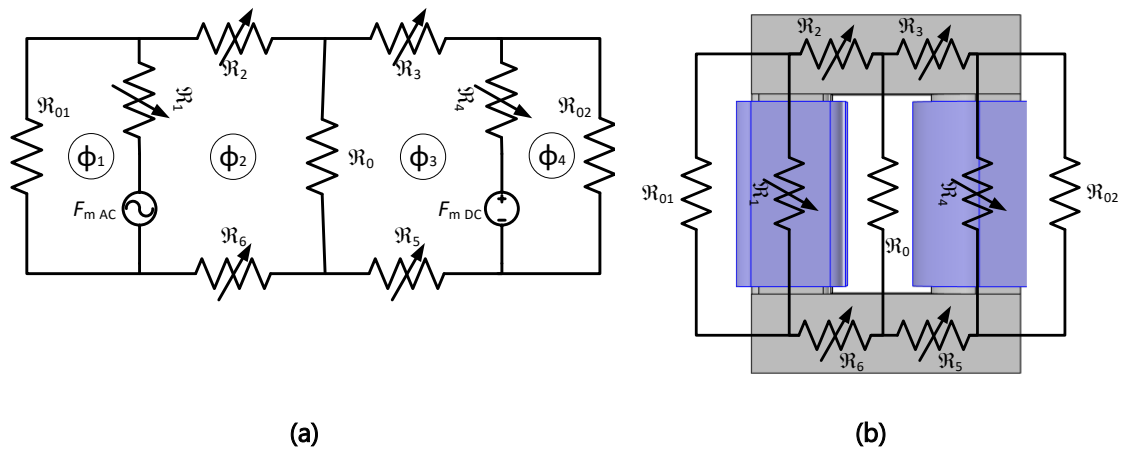 ℜ₂
ℜ₃
ℜ₀₁
ℜ₁
ℜ₄
ℜ₀₂
ϕ₁
ϕ₂
ℜ₀
ϕ₃
ϕ₄
Fₘ AC
Fₘ DC
ℜ₆
ℜ₅
(a)
ℜ₂
ℜ₃
ℜ₀₁
ℜ₁
ℜ₄
ℜ₀₂
ℜ₀
ℜ₆
ℜ₅
(b)